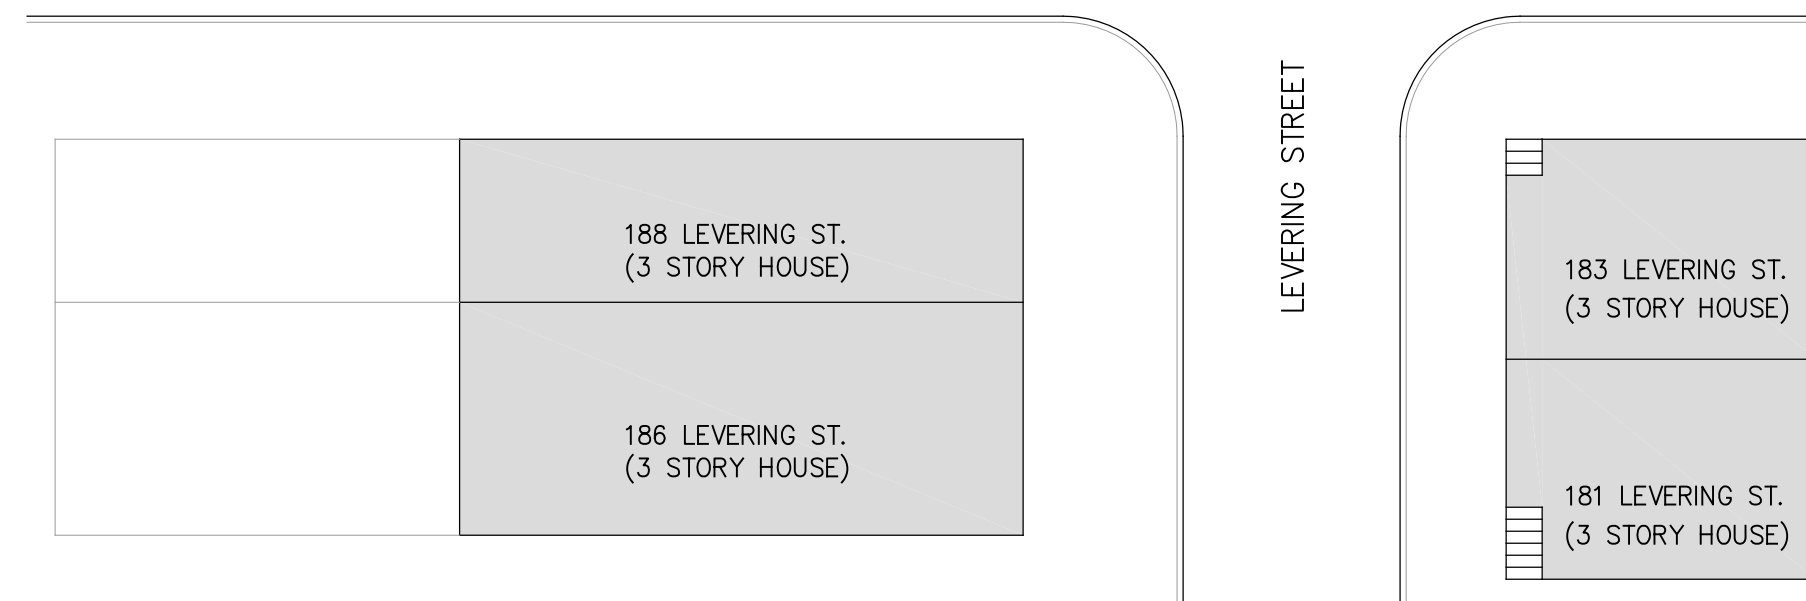 188 LEVERING ST.
(3 STORY HOUSE)
186 LEVERING ST.
(3 STORY HOUSE)
LEVERING STREET
183 LEVERING ST.
(3 STORY HOUSE)
181 LEVERING ST.
(3 STORY HOUSE)